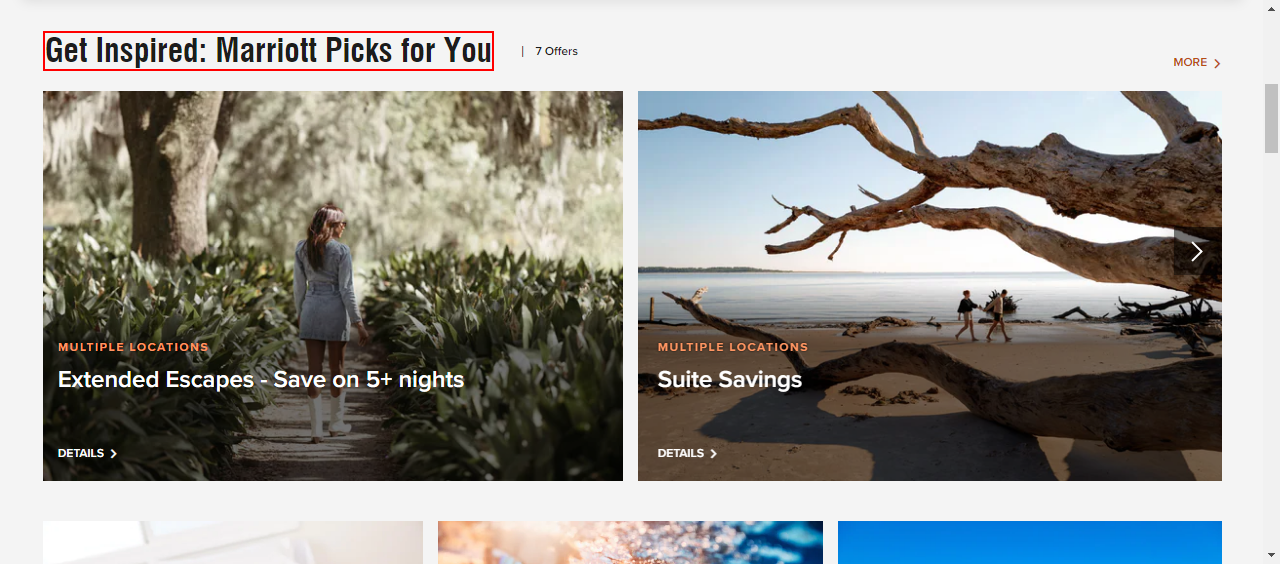 Get Inspired: Marriott Picks for You
| 7 Offers
MORE
MULTIPLE LOCATIONS
Extended Escapes - Save on 5+ nights
DETAILS
MULTIPLE LOCATIONS
Suite Savings
DETAILS